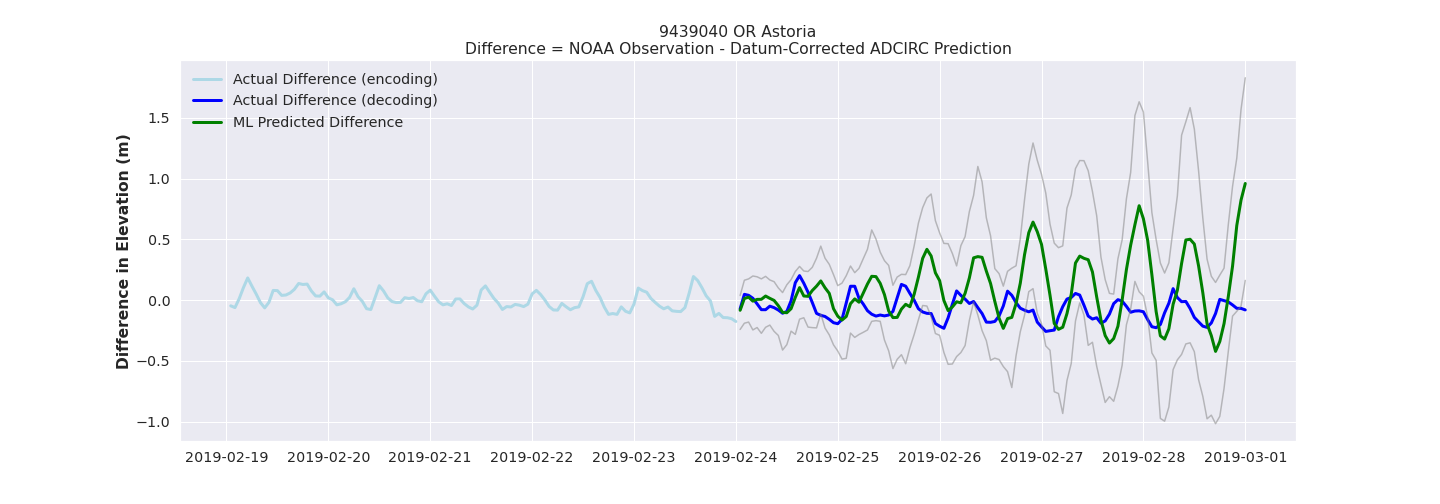 9439040 OR Astoria
Difference = NOAA Observation - Datum-Corrected ADCIRC Prediction
Actual Difference (encoding)
Actual Difference (decoding)
ML Predicted Difference
Difference in Elevation (m)
1.5
1.0
0.5
0.0
−0.5
−1.0
2019-02-19 2019-02-20 2019-02-21 2019-02-22 2019-02-23 2019-02-24 2019-02-25 2019-02-26 2019-02-27 2019-02-28 2019-03-01